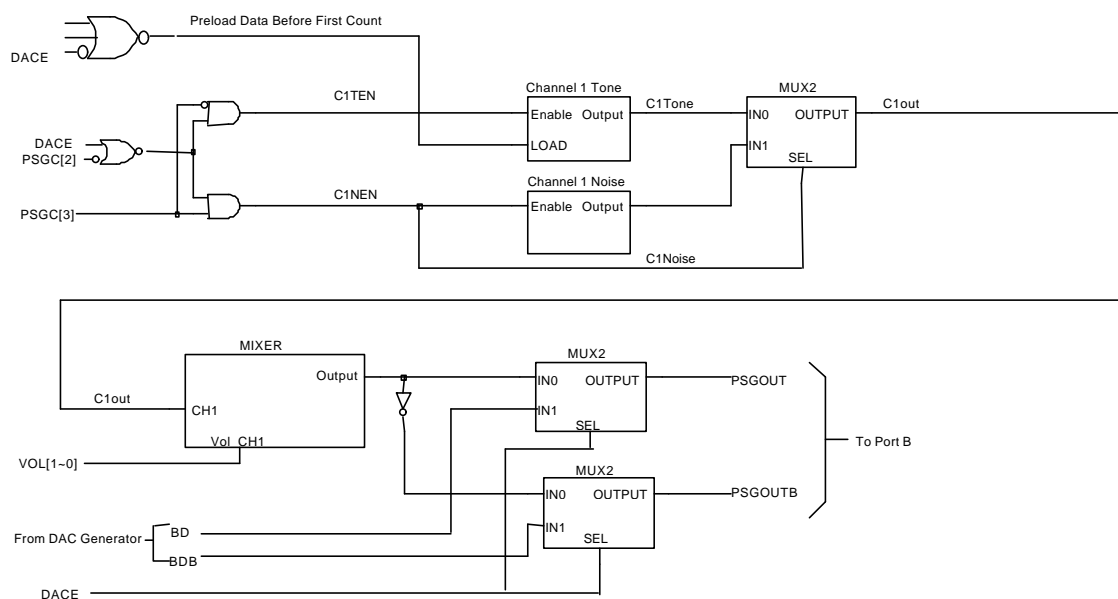 Preload Data Before First Count
DACE
Channel 1 Tone
MUX2
C1TEN
C1Tone
C1out
Enable Output
IN0 OUTPUT
DACE
LOAD
IN1
PSGC[2]
SEL
Channel 1 Noise
C1NEN
Enable Output
PSGC[3]
C1Noise
MIXER
MUX2
Output
IN0 OUTPUT
PSGOUT
C1out
CH1
IN1
SEL
Vol CH1
To Port B
VOL[1~0]
MUX2
IN0 OUTPUT
PSGOUTB
IN1
BD
From DAC Generator
SEL
BDB
DACE